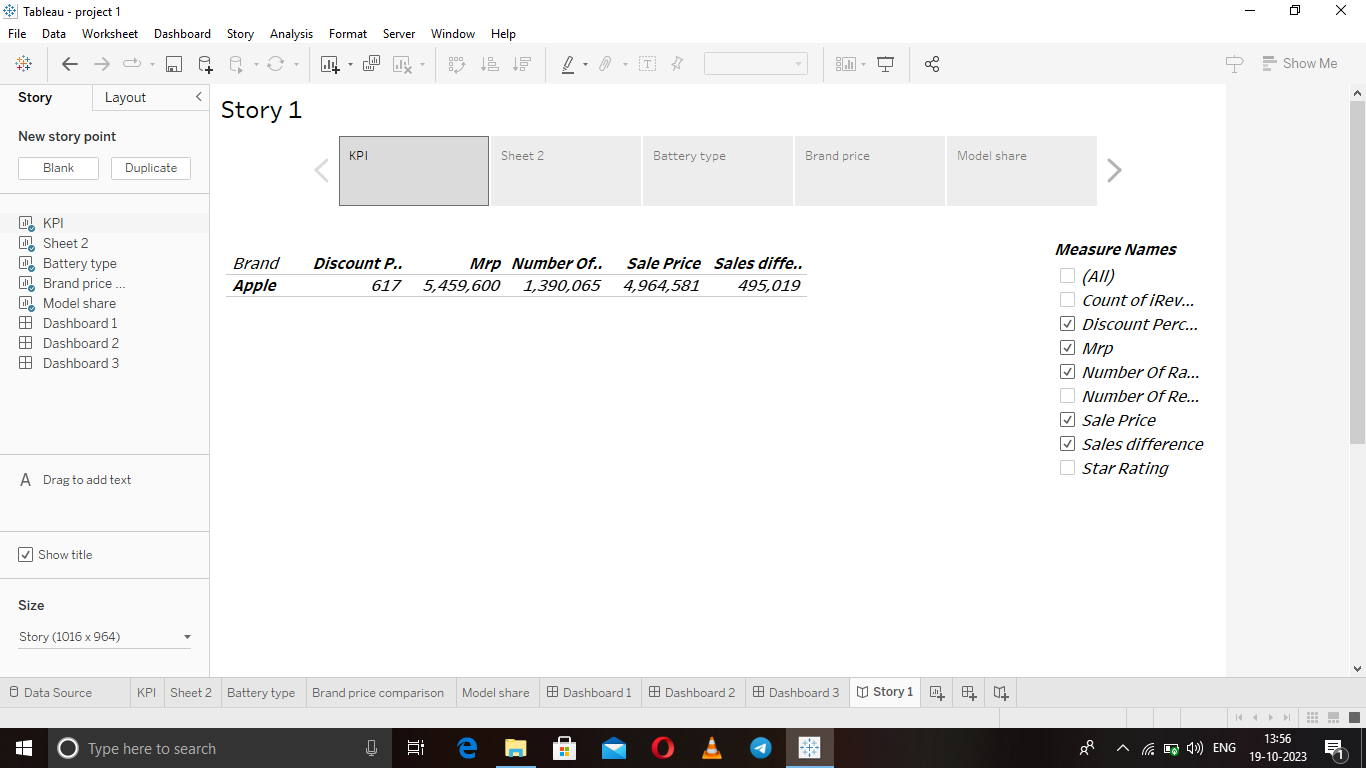 Tableau - project 1
File Data Worksheet Dashboard Story Analysis Format Server Window Help
Show Me
Story Layout
New story point
Blank Duplicate
KPI
Sheet 2
Battery type
Brand price ...
Model share
Dashboard 1
Dashboard 2
Dashboard 3
A Drag to add text
Show title
Size
Story (1016 x 964)
Story 1
KPI Sheet 2 Battery type Brand price Model share
Brand Discount P.. Mrp Number Of.. Sale Price Sales diffe..
Apple 617 5,459,600 1,390,065 4,964,581 495,019
Measure Names
(All)
Count of iRev...
Discount Perc...
Mrp
Number Of Ra...
Number Of Re...
Sale Price
Sales difference
Star Rating
Data Source KPI Sheet 2 Battery type Brand price comparison Model share Dashboard 1 Dashboard 2 Dashboard 3 Story 1
Type here to search
ENG
13:56
19-10-2023
1